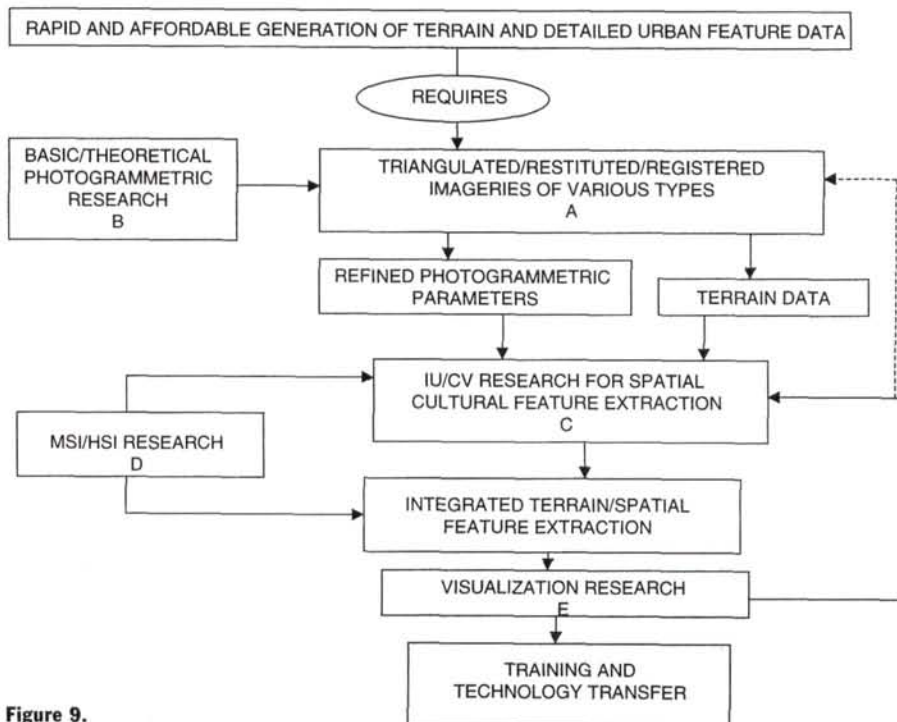 RAPID AND AFFORDABLE GENERATION OF TERRAIN AND DETAILED URBAN FEATURE DATA
REQUIRES
BASIC/THEORETICAL
PHOTOGRAMMETRIC
RESEARCH
B
TRIANGULATED/RESTITUTED/REGISTERED
IMAGERIES OF VARIOUS TYPES
A
REFINED PHOTOGRAMMETRIC
PARAMETERS
TERRAIN DATA
IU/CV RESEARCH FOR SPATIAL
CULTURAL FEATURE EXTRACTION
C
MSI/HSI RESEARCH
D
INTEGRATED TERRAIN/SPATIAL
FEATURE EXTRACTION
VISUALIZATION RESEARCH
E
TRAINING AND
TECHNOLOGY TRANSFER
Figure 9.